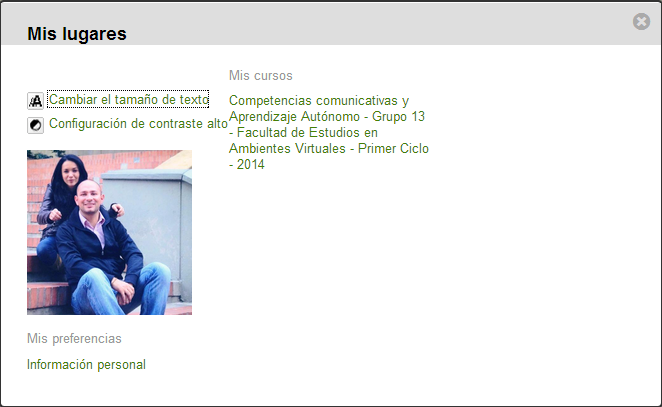 Mis lugares
Cambiar el tamaño de texto
Configuración de contraste alto
Mis preferencias
Información personal
Mis cursos
Competencias comunicativas y
Aprendizaje Autónomo - Grupo 13
- Facultad de Estudios en
Ambientes Virtuales - Primer Ciclo
- 2014